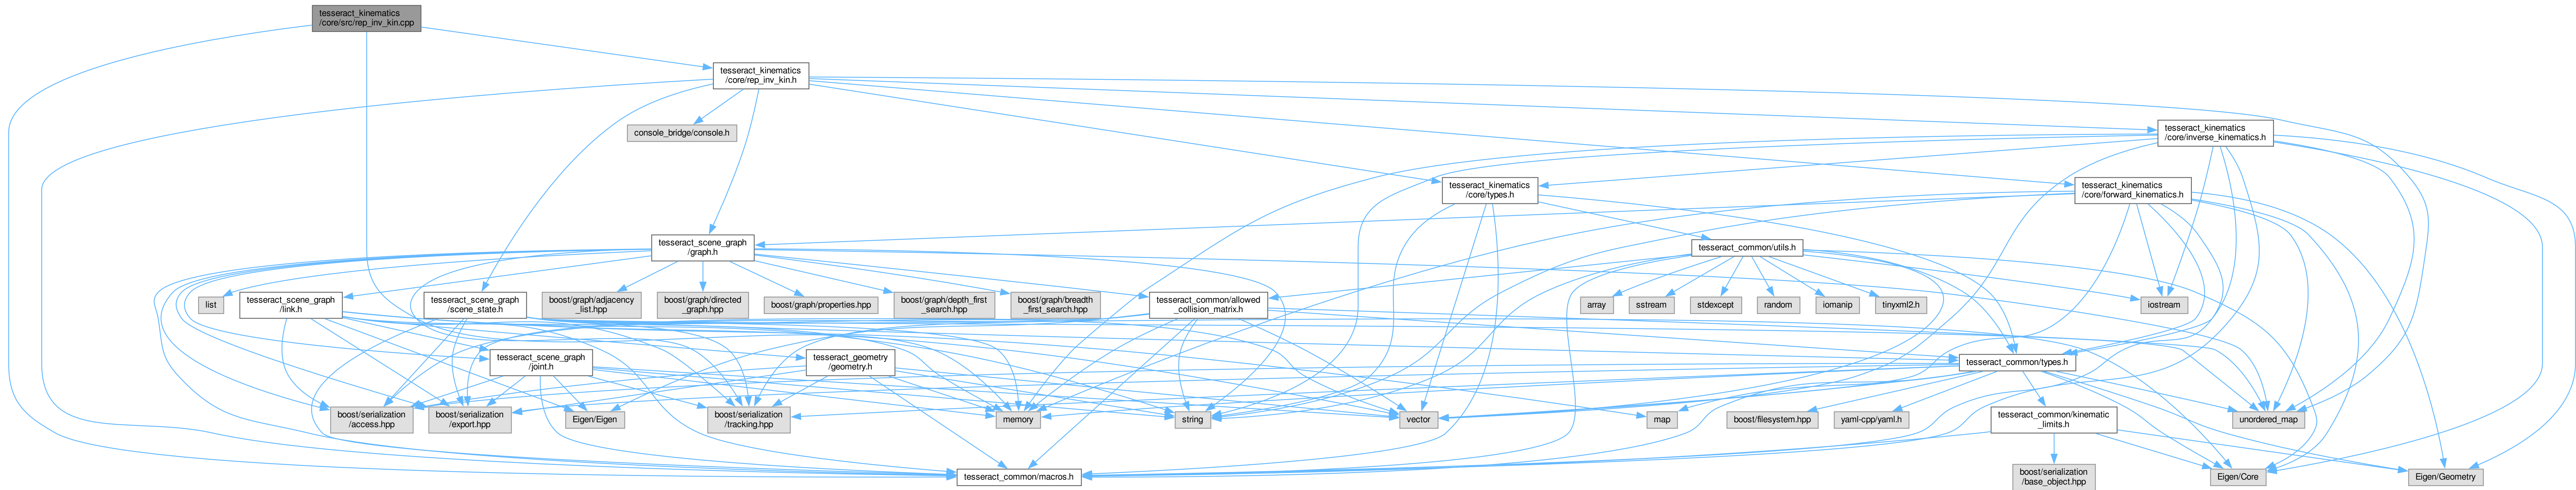 tesseract_kinematics
/core/src/rep_inv_kin.cpp
tesseract_kinematics
/core/rep_inv_kin.h
console_bridge/console.h
tesseract_kinematics
/core/inverse_kinematics.h
tesseract_kinematics
/core/types.h
tesseract_kinematics
/core/forward_kinematics.h
tesseract_scene_graph
/graph.h
tesseract_common/utils.h
list
tesseract_scene_graph
/link.h
tesseract_scene_graph
/scene_state.h
boost/graph/adjacency
_list.hpp
boost/graph/directed
_graph.hpp
boost/graph/properties.hpp
boost/graph/depth_first
_search.hpp
boost/graph/breadth
_first_search.hpp
tesseract_common/allowed
_collision_matrix.h
array
sstream
stdexcept
random
iomanip
tinyxml2.h
iostream
tesseract_scene_graph
/joint.h
tesseract_geometry
/geometry.h
tesseract_common/types.h
boost/serialization
/access.hpp
boost/serialization
/export.hpp
Eigen/Eigen
boost/serialization
/tracking.hpp
memory
string
vector
map
boost/filesystem.hpp
yaml-cpp/yaml.h
tesseract_common/kinematic
_limits.h
unordered_map
tesseract_common/macros.h
boost/serialization
/base_object.hpp
Eigen/Core
Eigen/Geometry